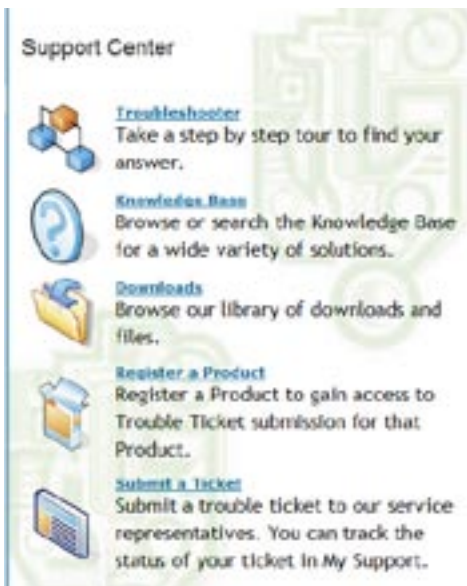 Support Center
Troubleshooter
Take a step by step tour to find your
answer.
Knowledge Base
Browse or search the Knowledge Base
for a wide variety of solutions.
Downloads
Browse our library of downloads and
files.
Register a Product
Register a Product to gain access to
Trouble Ticket submission for that
Product.
Submit a Ticket
Submit a trouble ticket to our service
representatives. You can track the
status of your ticket in My Support.